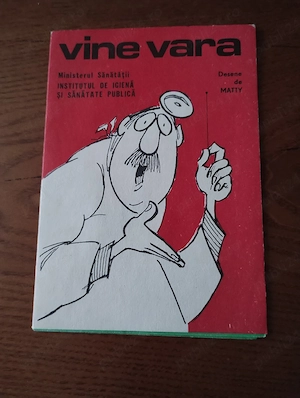 vine vara
Ministerul Sănătății
INSTITUTUL DE IGIENĂ
ȘI SĂNĂTATE PUBLICĂ
Desene
de
MATTY